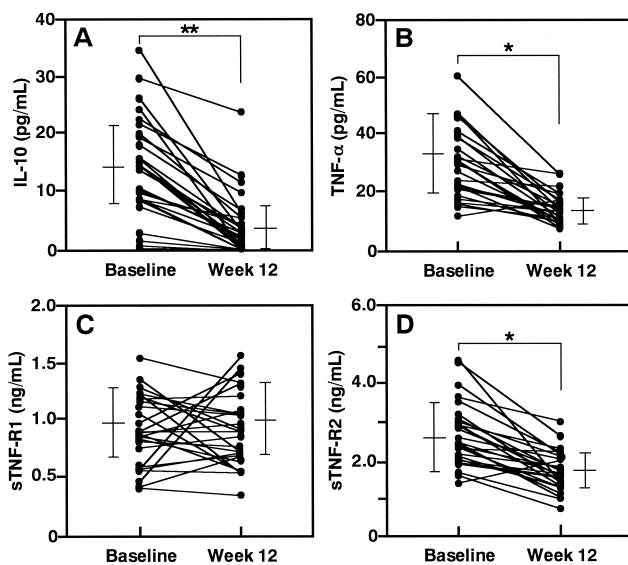 A
**
IL-10 (pg/mL)
40
30
20
10
0
Baseline
Week 12
B
*
TNF-α (pg/mL)
80
60
40
20
0
Baseline
Week 12
C
sTNF-R1 (ng/mL)
2.0
1.5
1.0
0.5
0
Baseline
Week 12
D
*
sTNF-R2 (ng/mL)
6.0
4.0
2.0
0
Baseline
Week 12